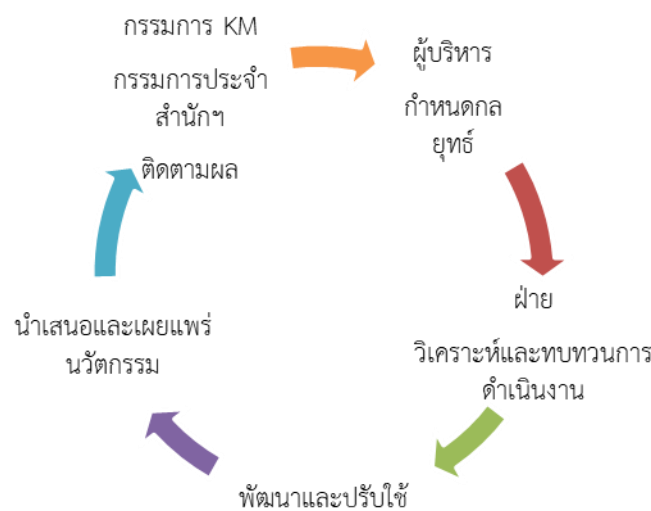 กรรมการ KM
กรรมการประจำ
สำนักฯ
ติดตามผล
ผู้บริหาร
กำหนดกล
ยุทธ์
ฝ่าย
วิเคราะห์และทบทวนการ
ดำเนินงาน
พัฒนาและปรับใช้
นำเสนอและเผยแพร่
นวัตกรรม